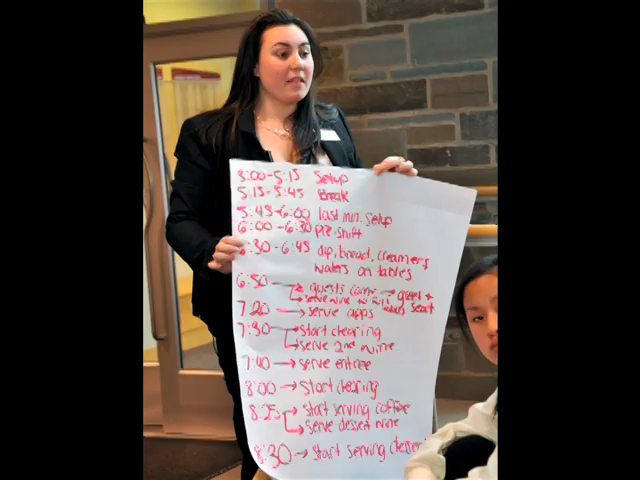 3:00-5:15 Setup
5:15-5:45 Break
5:45-6:00 last min. setup
6:00-6:30 pre shift
6:30-6:45 dip, bread, creamers
waters on tables
6:50 → guests come → greet +
→ serve wine w/ seat
7:20 → serve apps
7:30 → start clearing
→ serve 2nd wine
7:40 → serve entree
8:00 → start clearing
8:25 → start serving coffee
→ serve dessert wine
8:30 → start serving dessert